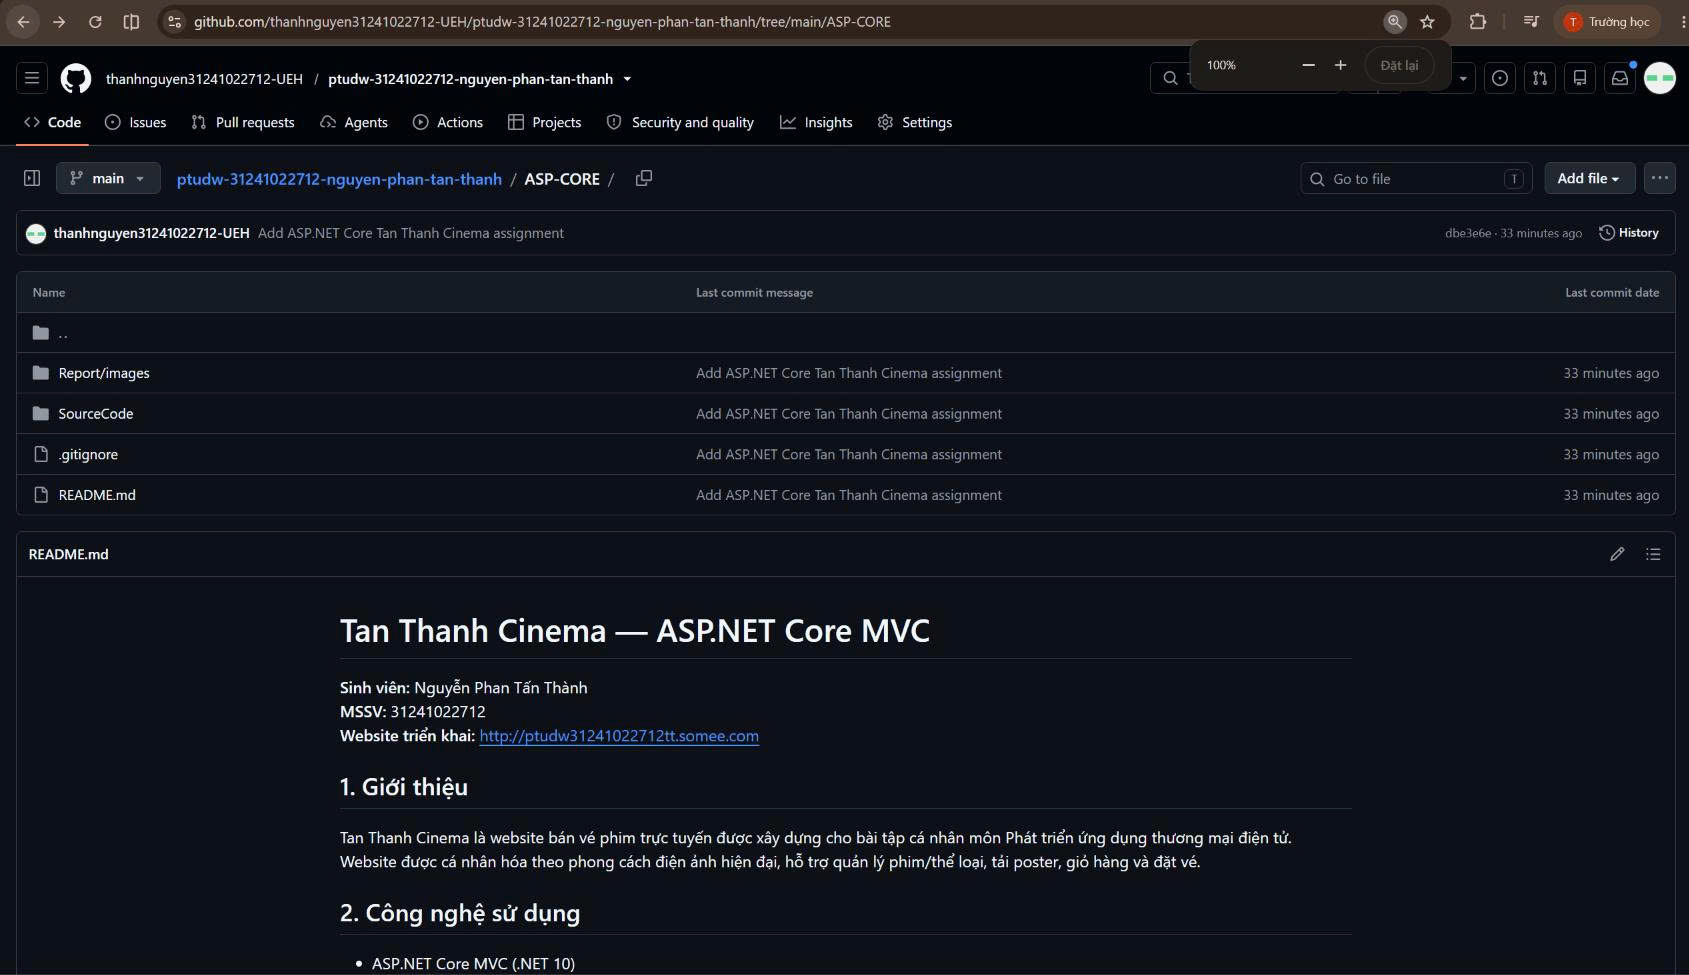 github.com/thanhnguyen31241022712-UEH/ptudw-31241022712-nguyen-phan-tan-thanh/tree/main/ASP-CORE
T Trường học
100% Đặt lại
thanhnguyen31241022712-UEH / ptudw-31241022712-nguyen-phan-tan-thanh
Code Issues Pull requests Agents Actions Projects Security and quality Insights Settings
main ptudw-31241022712-nguyen-phan-tan-thanh / ASP-CORE / Go to file T Add file
thanhnguyen31241022712-UEH Add ASP.NET Core Tan Thanh Cinema assignment dbe3e6e · 33 minutes ago History
Name Last commit message Last commit date
..
Report/images Add ASP.NET Core Tan Thanh Cinema assignment 33 minutes ago
SourceCode Add ASP.NET Core Tan Thanh Cinema assignment 33 minutes ago
.gitignore Add ASP.NET Core Tan Thanh Cinema assignment 33 minutes ago
README.md Add ASP.NET Core Tan Thanh Cinema assignment 33 minutes ago
README.md
Tan Thanh Cinema — ASP.NET Core MVC
Sinh viên: Nguyễn Phan Tấn Thành
MSSV: 31241022712
Website triển khai: http://ptudw31241022712tt.somee.com
1. Giới thiệu
Tan Thanh Cinema là website bán vé phim trực tuyến được xây dựng cho bài tập cá nhân môn Phát triển ứng dụng thương mại điện tử.
Website được cá nhân hóa theo phong cách điện ảnh hiện đại, hỗ trợ quản lý phim/thể loại, tải poster, giỏ hàng và đặt vé.
2. Công nghệ sử dụng
• ASP.NET Core MVC (.NET 10)